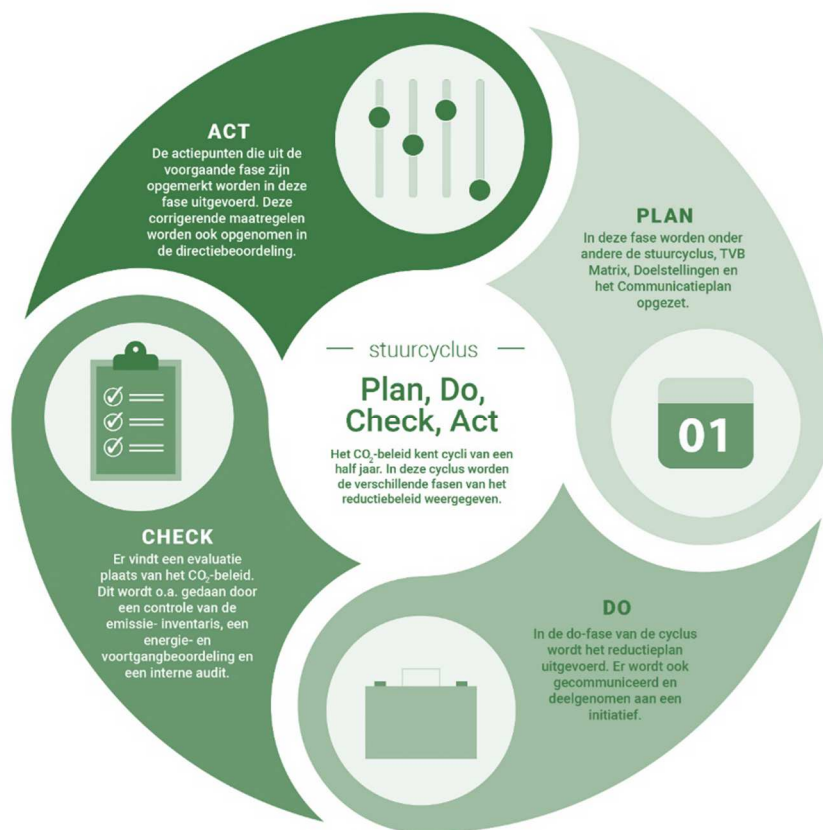 stuurcyclus
Plan, Do,
Check, Act
Het CO₂-beleid kent cycli van een
half jaar. In deze cyclus worden
de verschillende fasen van het
reductiebeleid weergegeven.
PLAN
In deze fase worden onder
andere de stuurcyclus, TVB
Matrix, Doelstellingen en
het Communicatieplan
opgezet.
01
DO
In de do-fase van de cyclus
wordt het reductieplan
uitgevoerd. Er wordt ook
gecommuniceerd en
deelgenomen aan een
initiatief.
CHECK
Er vindt een evaluatie
plaats van het CO₂-beleid.
Dit wordt o.a. gedaan door
een controle van de
emissie- inventaris, een
energie- en
voortgangbeoordeling en
een interne audit.
ACT
De actiepunten die uit de
voorgaande fase zijn
opgemerkt worden in deze
fase uitgevoerd. Deze
corrigerende maatregelen
worden ook opgenomen in
de directiebeoordeling.